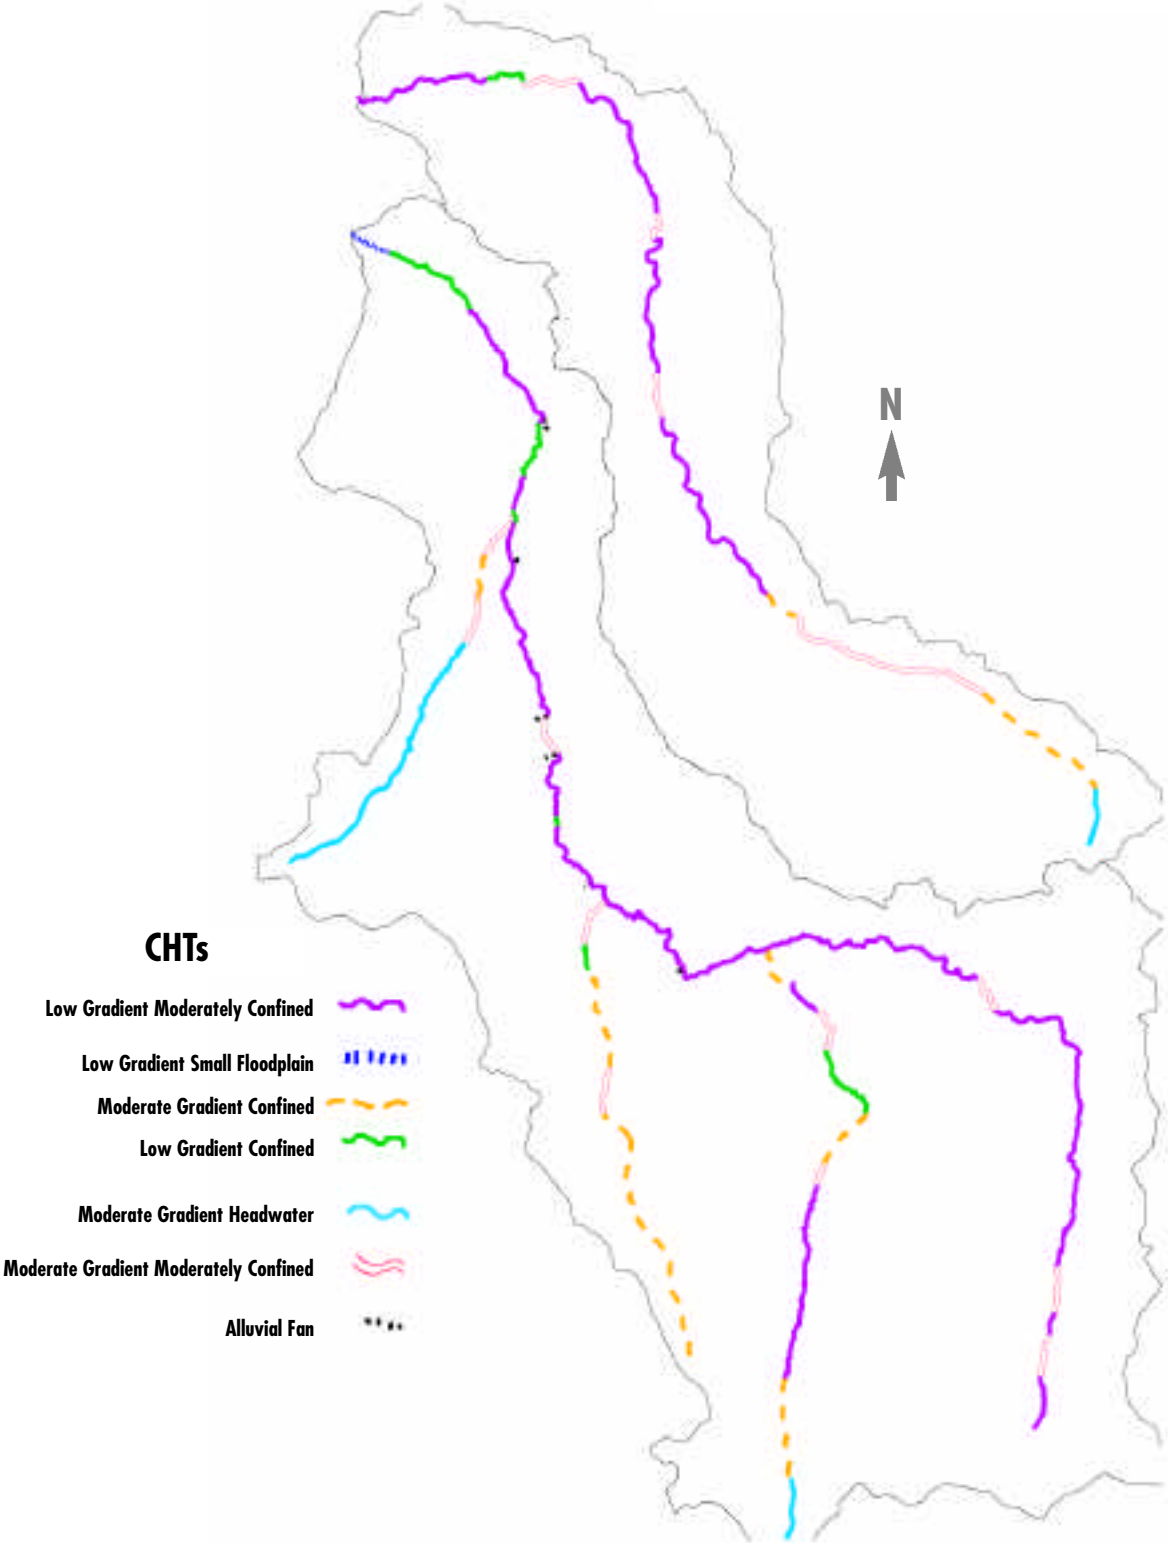 N
CHTs
Low Gradient Moderately Confined
Low Gradient Small Floodplain
Moderate Gradient Confined
Low Gradient Confined
Moderate Gradient Headwater
Moderate Gradient Moderately Confined
Alluvial Fan